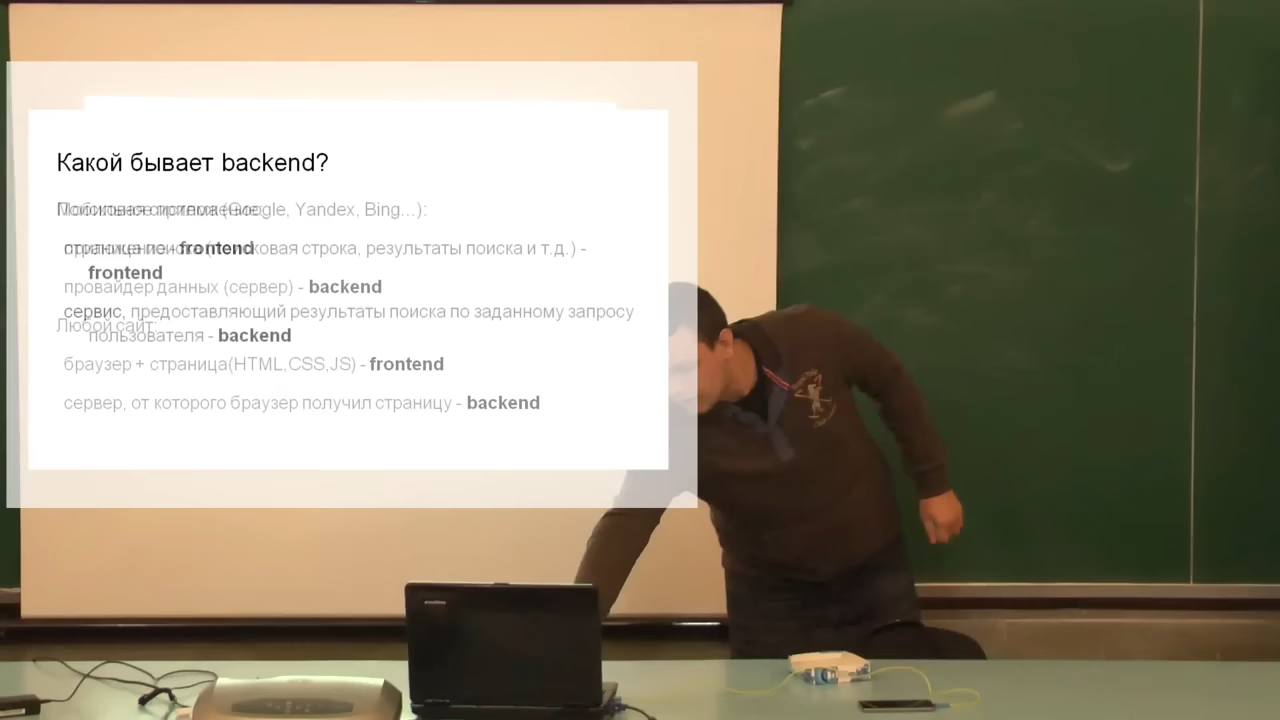 Какой бывает backend?
(Google, Yandex, Bing...):
строка, результаты поиска и т.д.) -
frontend
frontend
провайдер данных (сервер) - backend
сервис, предоставляющий результаты поиска по заданному запросу
Любой сайт:
пользователя - backend
браузер + страница(HTML,CSS,JS) - frontend
сервер, от которого браузер получил страницу - backend